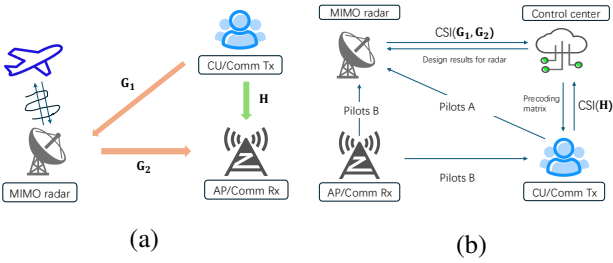 CU/Comm Tx
G₁
H
G₂
MIMO radar
AP/Comm Rx
(a)
MIMO radar
Control center
CSI(G₁, G₂)
Design results for radar
Pilots A
Precoding
matrix
CSI(H)
Pilots B
Pilots B
AP/Comm Rx
CU/Comm Tx
(b)